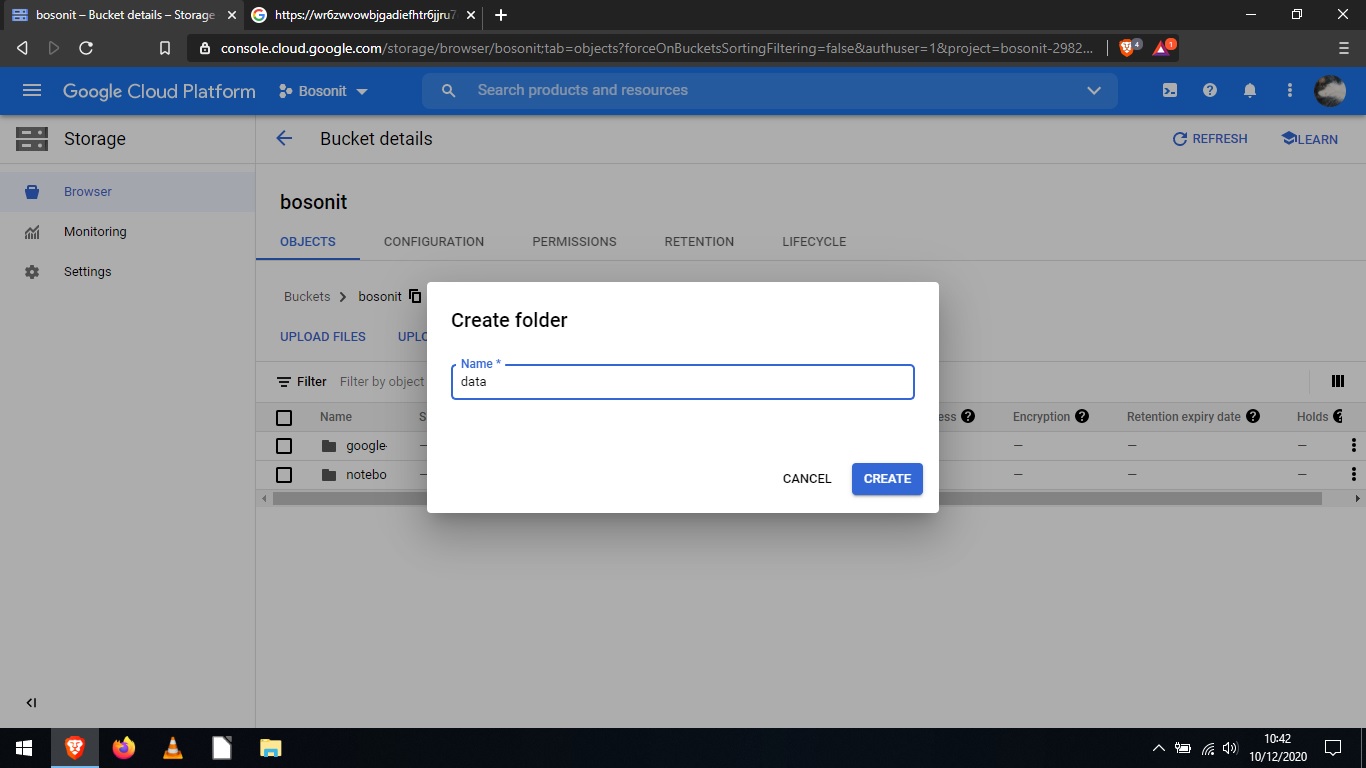 bosonit – Bucket details – Storage
https://wr6zwvowbjgadiefhtr6jjru7
console.cloud.google.com/storage/browser/bosonit;tab=objects?forceOnBucketsSortingFiltering=false&authuser=1&project=bosonit-2982...
4
1
Google Cloud Platform
Bosonit
Search products and resources
Storage
Bucket details
REFRESH
LEARN
Browser
Monitoring
Settings
bosonit
OBJECTS CONFIGURATION PERMISSIONS RETENTION LIFECYCLE
Buckets bosonit
UPLOAD FILES UPLO
Filter Filter by object
Name S ess Encryption Retention expiry date Holds
google- — — — —
notebo — — — —
Create folder
Name *
data
CANCEL CREATE
10:42
10/12/2020